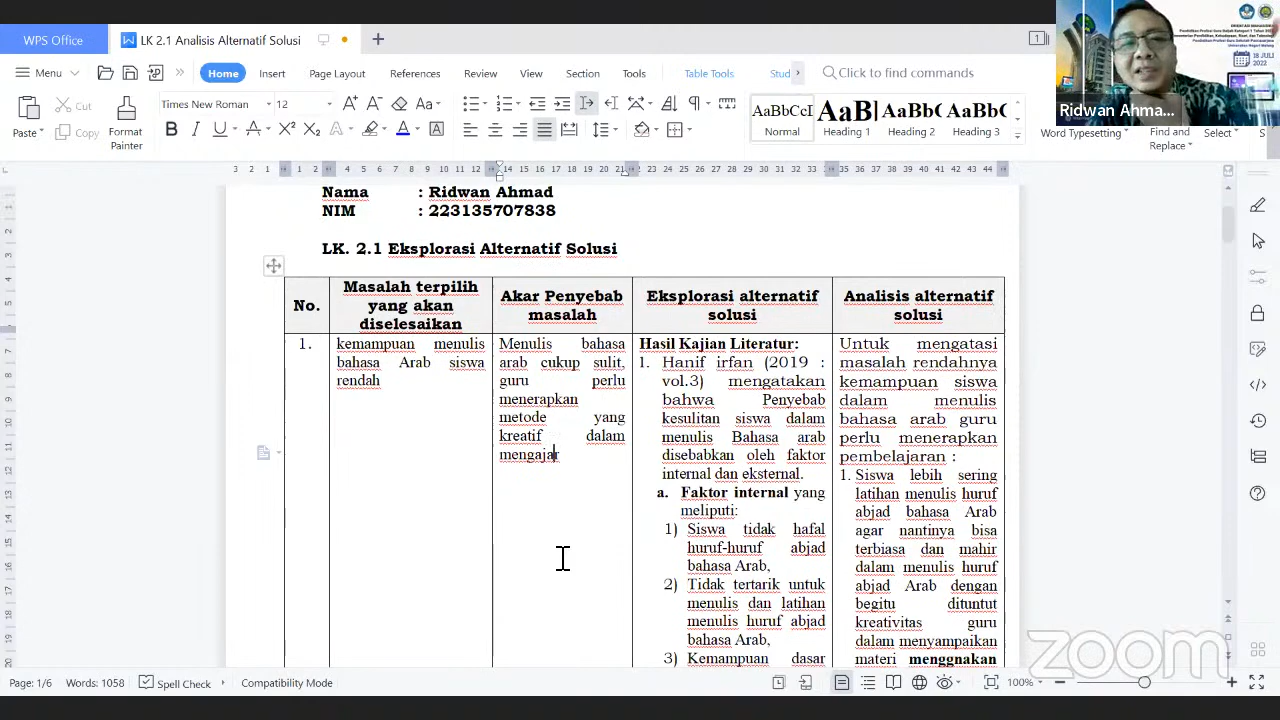 WPS Office
LK 2.1 Analisis Alternatif Solusi
Menu
Home
Insert
Page Layout
References
Review
View
Section
Tools
Table Tools
Stud
Click to find commands
Paste
Cut
Copy
Format Painter
Times New Roman
12
AaBbCcI
AaB
AaBb(
AaBb(
Normal
Heading 1
Heading 2
Heading 3
Word Typesetting
Find and Replace
Select
Ridwan Ahma...
18 JULI
2022
Nama : Ridwan Ahmad
NIM : 223135707838
LK. 2.1 Eksplorasi Alternatif Solusi
No.
Masalah terpilih
yang akan
diselesaikan
Akar Penyebab
masalah
Eksplorasi alternatif
solusi
Analisis alternatif
solusi
1.
kemampuan menulis
bahasa Arab siswa
rendah
Menulis bahasa
arab cukup sulit,
guru perlu
menerapkan
metode yang
kreatif dalam
mengajar
Hasil Kajian Literatur:
1. Hanif irfan (2019 :
vol.3) mengatakan
bahwa Penyebab
kesulitan siswa dalam
menulis Bahasa arab
disebabkan oleh faktor
internal dan eksternal.
a. Faktor internal yang
meliputi:
1) Siswa tidak hafal
huruf-huruf abjad
bahasa Arab,
2) Tidak tertarik untuk
menulis dan latihan
menulis huruf abjad
bahasa Arab,
3) Kemampuan dasar
Untuk mengatasi
masalah rendahnya
kemampuan siswa
dalam menulis
bahasa arab guru
perlu menerapkan
pembelajaran :
1. Siswa lebih sering
latihan menulis huruf
abjad bahasa Arab
agar nantinya bisa
terbiasa dan mahir
dalam menulis huruf
abjad Arab dengan
begitu dituntut
kreativitas guru
dalam menyampaikan
materi menggnakan
zoom
Page: 1/6
Words: 1058
Spell Check
Compatibility Mode
100%